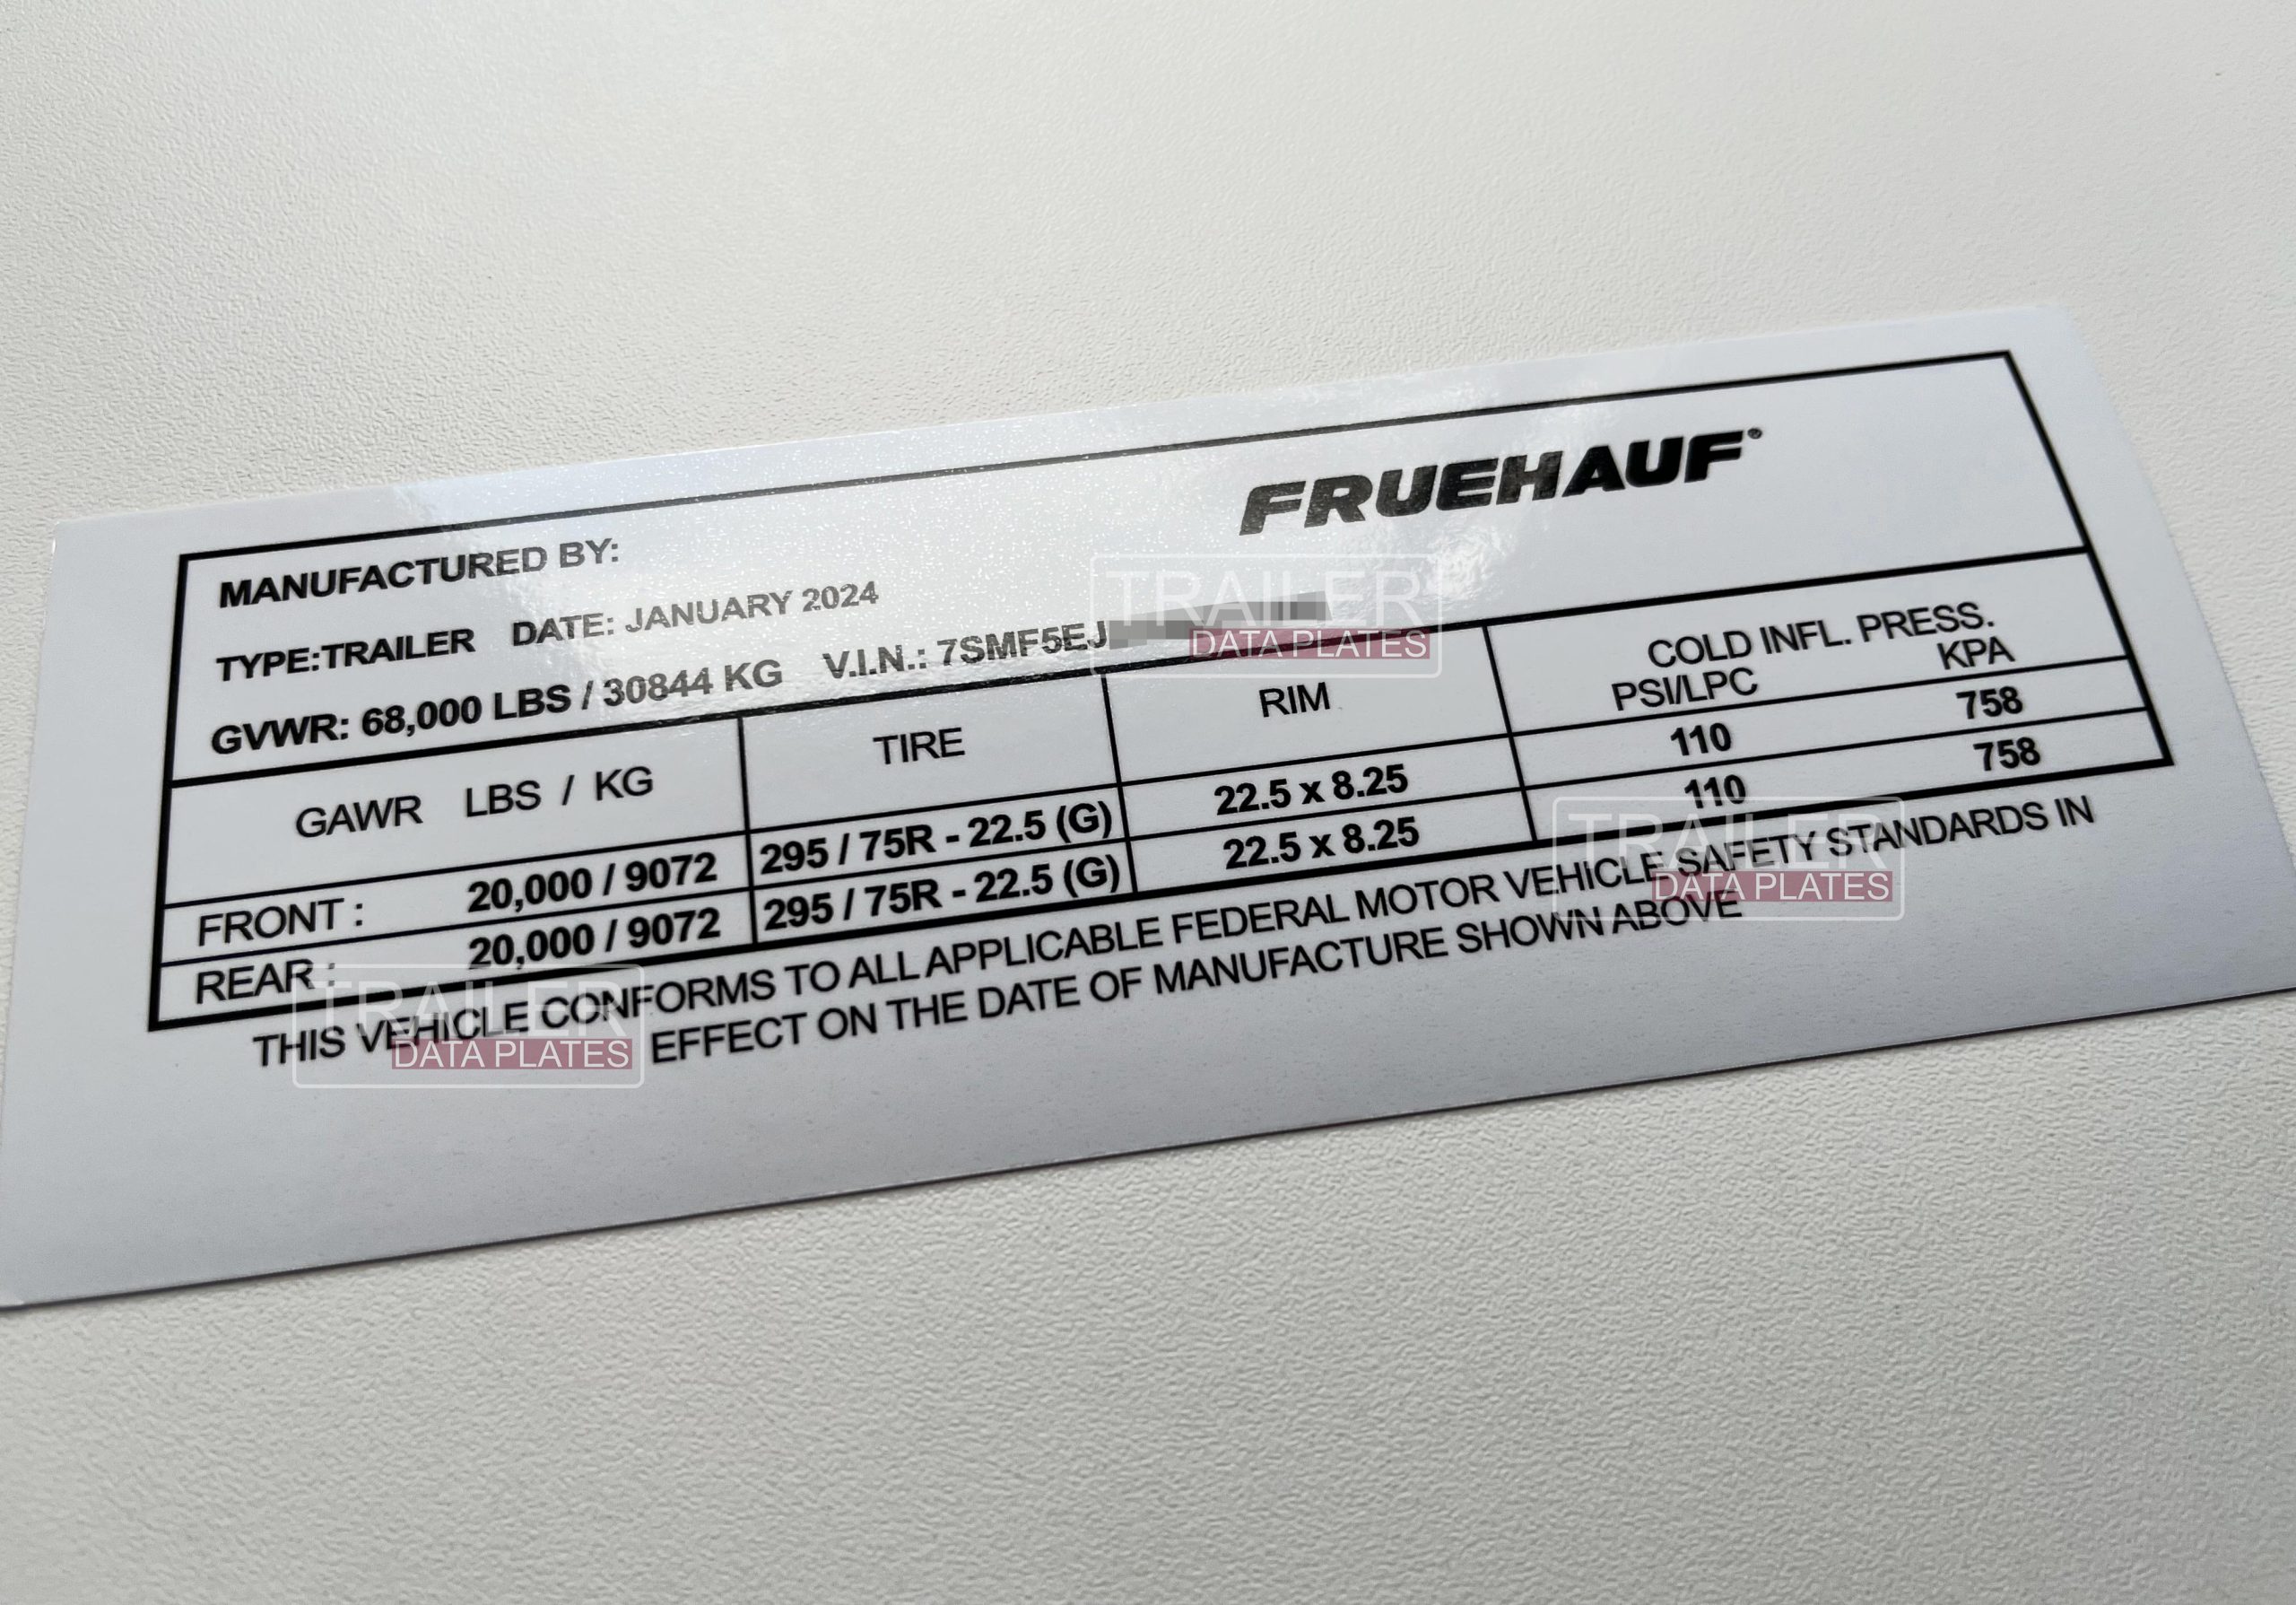 FRUEHAUF®
MANUFACTURED BY:
TYPE:TRAILER DATE: JANUARY 2024
GVWR: 68,000 LBS / 30844 KG V.I.N.: 7SMF5EJ
GAWR LBS / KG TIRE RIM COLD INFL. PRESS.
PSI/LPC KPA
FRONT : 20,000 / 9072 295 / 75R - 22.5 (G) 22.5 x 8.25 110 758
REAR : 20,000 / 9072 295 / 75R - 22.5 (G) 22.5 x 8.25 110 758
THIS VEHICLE CONFORMS TO ALL APPLICABLE FEDERAL MOTOR VEHICLE SAFETY STANDARDS IN
EFFECT ON THE DATE OF MANUFACTURE SHOWN ABOVE
TRAILER
DATA PLATES
TRAILER
DATA PLATES
TRAILER
DATA PLATES